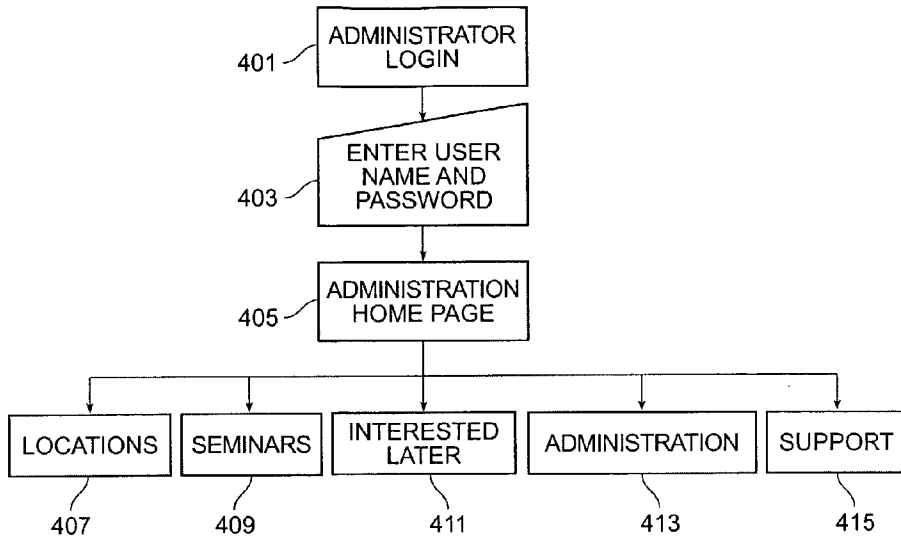 ADMINISTRATOR
LOGIN
401
ENTER USER
NAME AND
PASSWORD
403
ADMINISTRATION
HOME PAGE
405
LOCATIONS
SEMINARS
INTERESTED
LATER
ADMINISTRATION
SUPPORT
407
409
411
413
415